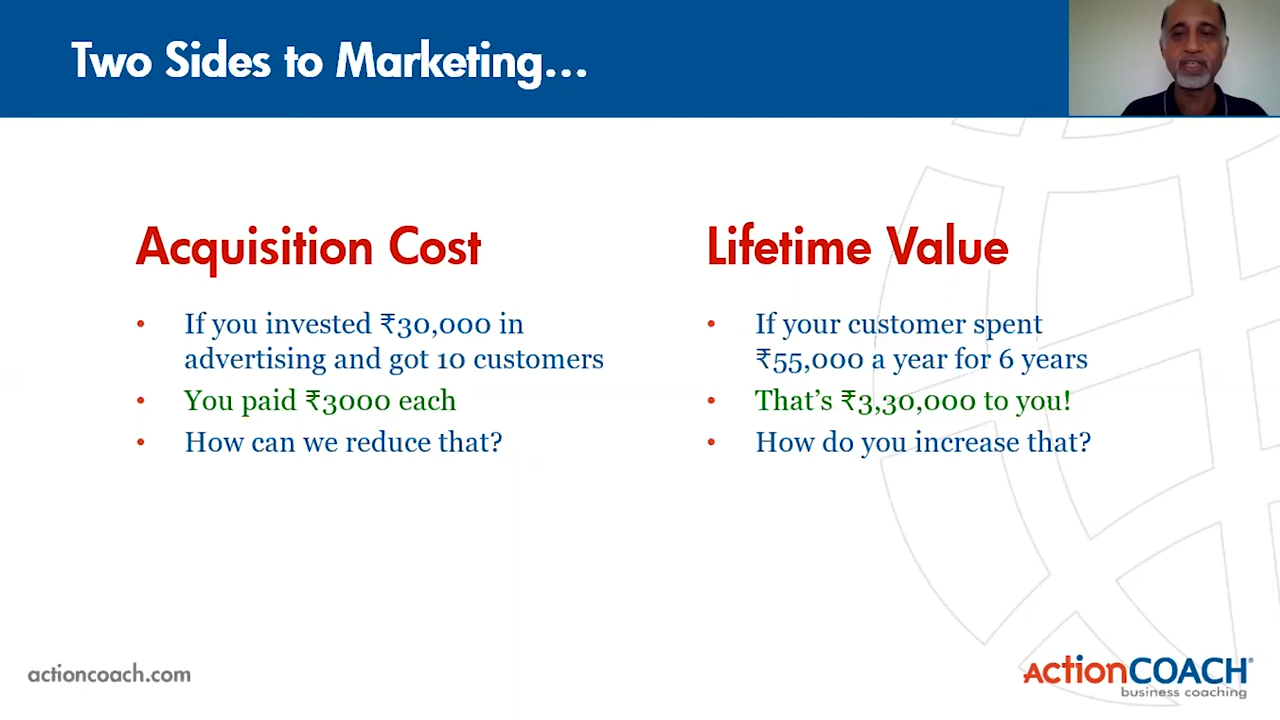 Two Sides to Marketing...
Acquisition Cost
• If you invested ₹30,000 in
advertising and got 10 customers
• You paid ₹3000 each
• How can we reduce that?
Lifetime Value
• If your customer spent
₹55,000 a year for 6 years
• That's ₹3,30,000 to you!
• How do you increase that?
actioncoach.com
ActionCOACH®
business coaching